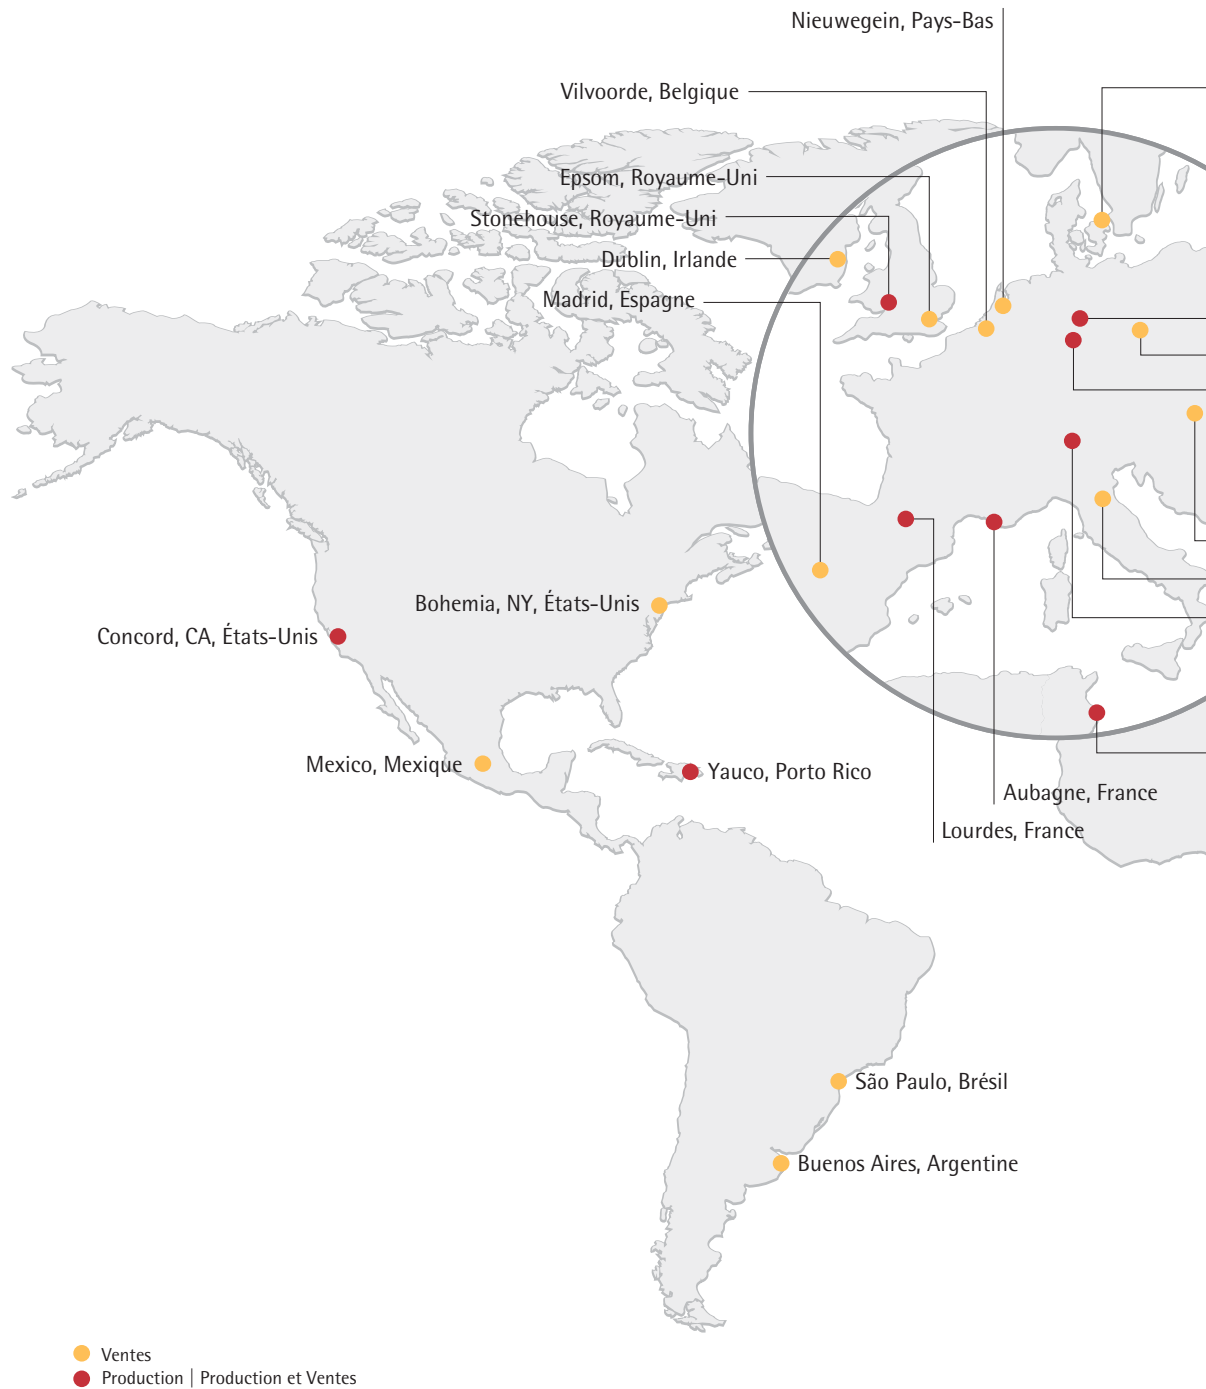 Nieuwegein, Pays-Bas
Vilvoorde, Belgique
Epsom, Royaume-Uni
Stonehouse, Royaume-Uni
Dublin, Irlande
Madrid, Espagne
Bohemia, NY, États-Unis
Concord, CA, États-Unis
Mexico, Mexique
Yauco, Porto Rico
Aubagne, France
Lourdes, France
São Paulo, Brésil
Buenos Aires, Argentine
Ventes
Production | Production et Ventes